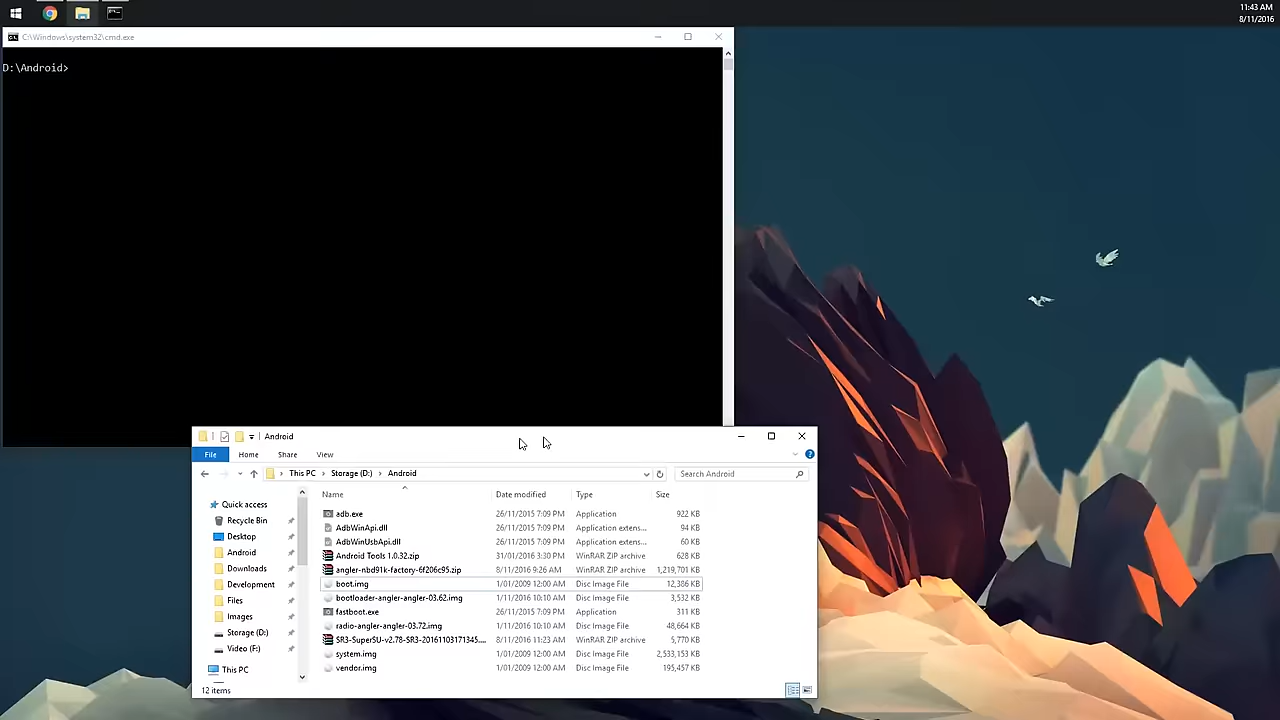 11:43 AM
8/11/2016
C:\Windows\system32\cmd.exe
D:\Android>
Android
File Home Share View
This PC Storage (D:) Android
Search Android
Name Date modified Type Size
Quick access
Recycle Bin
Desktop
Android
Downloads
Development
Files
Images
Storage (D:)
Video (F:)
This PC
adb.exe 26/11/2015 7:09 PM Application 922 KB
AdbWinApi.dll 26/11/2015 7:09 PM Application extens... 94 KB
AdbWinUsbApi.dll 26/11/2015 7:09 PM Application extens... 60 KB
Android Tools 1.0.32.zip 31/01/2016 3:30 PM WinRAR ZIP archive 628 KB
angler-nbd91k-factory-6f206c95.zip 8/11/2016 9:26 AM WinRAR ZIP archive 1,219,701 KB
boot.img 1/01/2009 12:00 AM Disc Image File 12,386 KB
bootloader-angler-angler-03.62.img 1/11/2016 10:10 AM Disc Image File 3,532 KB
fastboot.exe 26/11/2015 7:09 PM Application 311 KB
radio-angler-angler-03.72.img 1/11/2016 10:10 AM Disc Image File 48,664 KB
SR3-SuperSU-v2.78-SR3-20161103171345.... 8/11/2016 11:23 AM WinRAR ZIP archive 5,770 KB
system.img 1/01/2009 12:00 AM Disc Image File 2,533,153 KB
vendor.img 1/01/2009 12:00 AM Disc Image File 195,457 KB
12 items